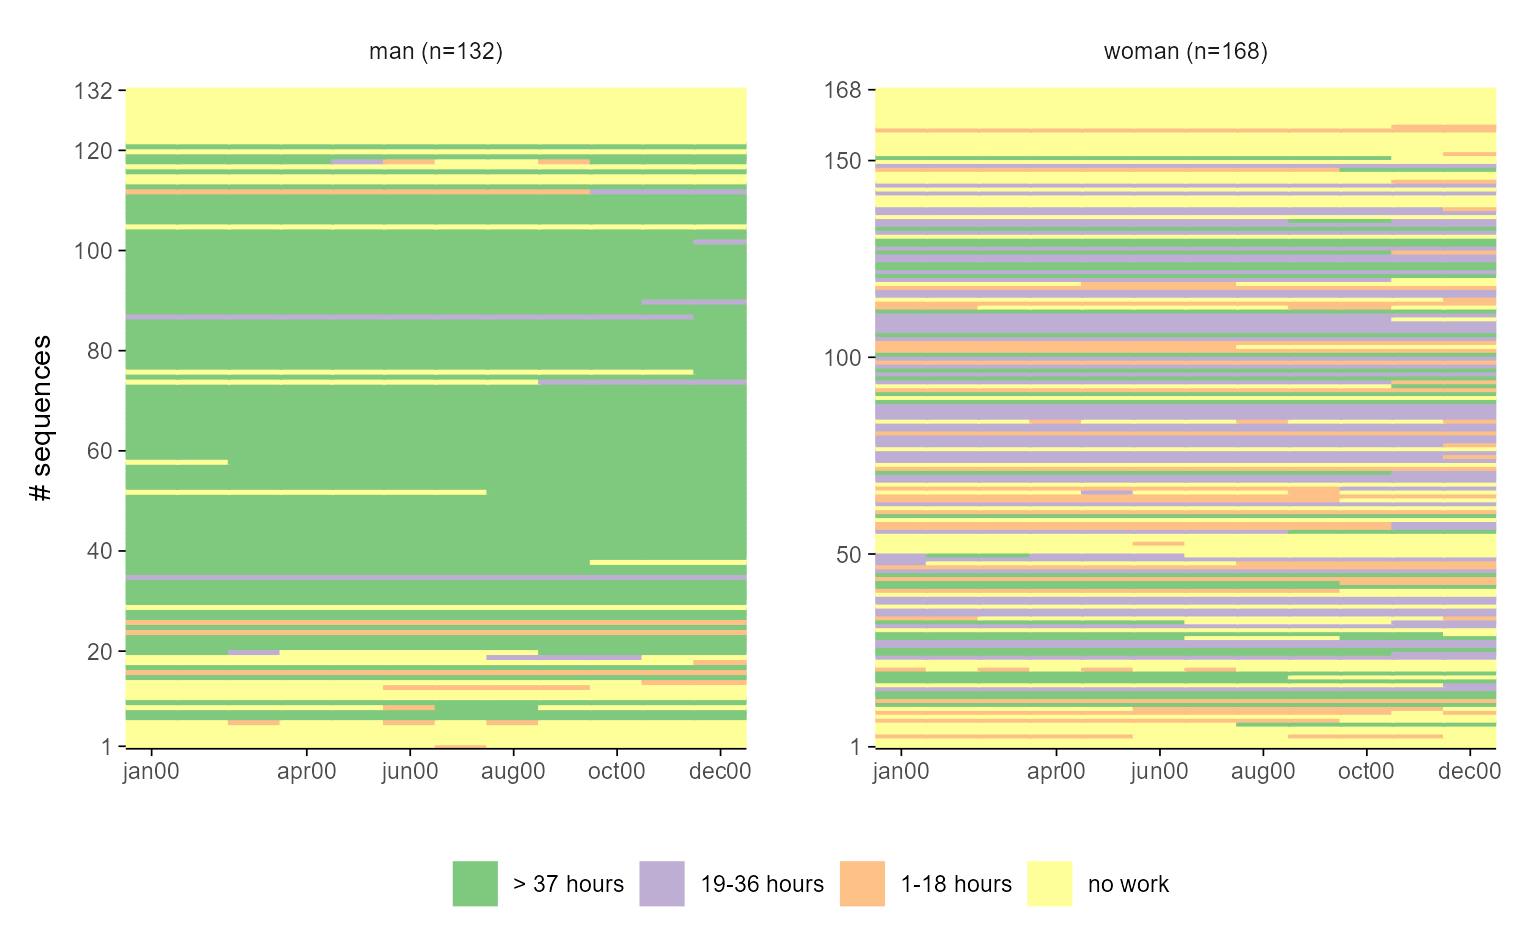 man (n=132)
woman (n=168)
# sequences
132
120
100
80
60
40
20
1
168
150
100
50
1
jan00 apr00 jun00 aug00 oct00 dec00
jan00 apr00 jun00 aug00 oct00 dec00
> 37 hours 19-36 hours 1-18 hours no work